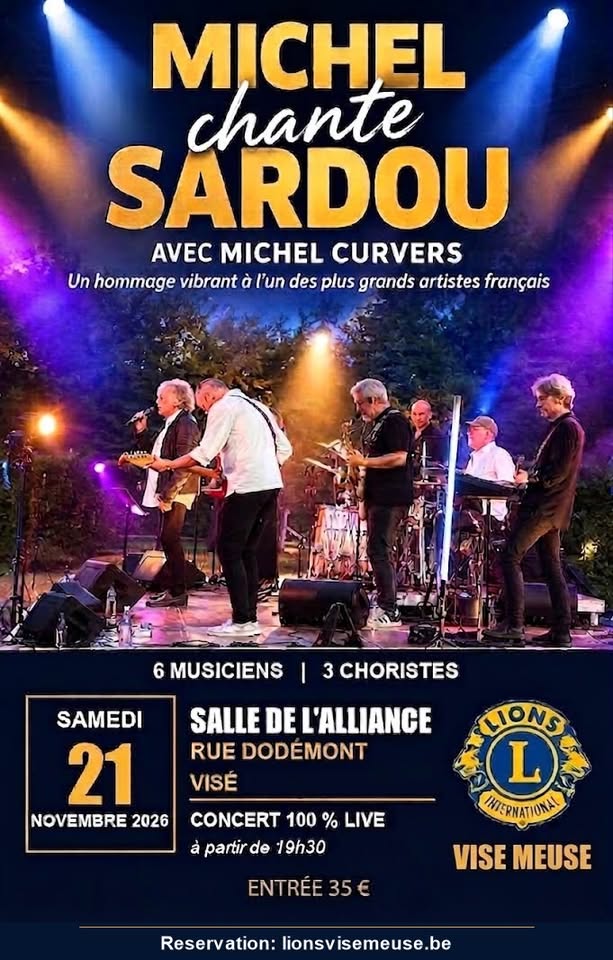 MICHEL
chante
SARDOU
AVEC MICHEL CURVERS
Un hommage vibrant à l'un des plus grands artistes français
6 MUSICIENS | 3 CHORISTES
SAMEDI
21
NOVEMBRE 2026
SALLE DE L'ALLIANCE
RUE DODÉMONT
VISÉ
CONCERT 100 % LIVE
à partir de 19h30
ENTRÉE 35 €
LIONS
L
INTERNATIONAL
VISE MEUSE
Reservation: lionsvisemeuse.be